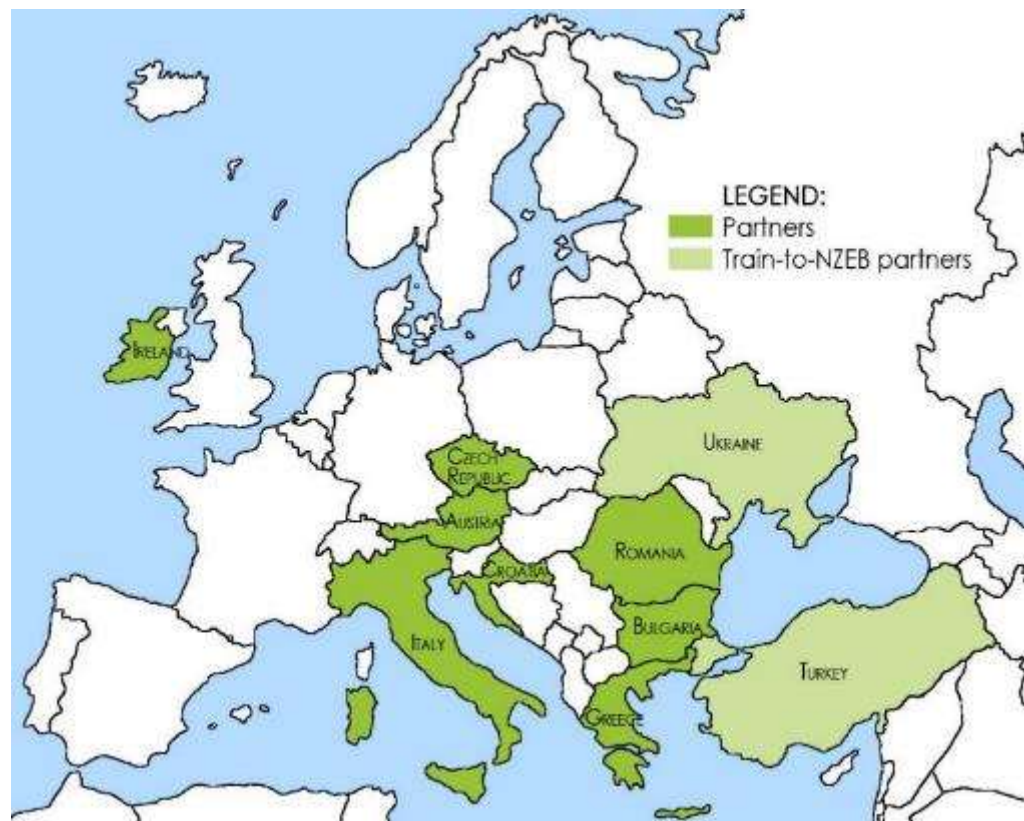 LEGEND:
Partners
Train-to-NZEB partners
IRELAND
UKRAINE
CZECH
REPUBLIC
AUSTRIA
ROMANIA
CROATIA
BULGARIA
ITALY
TURKEY
GREECE